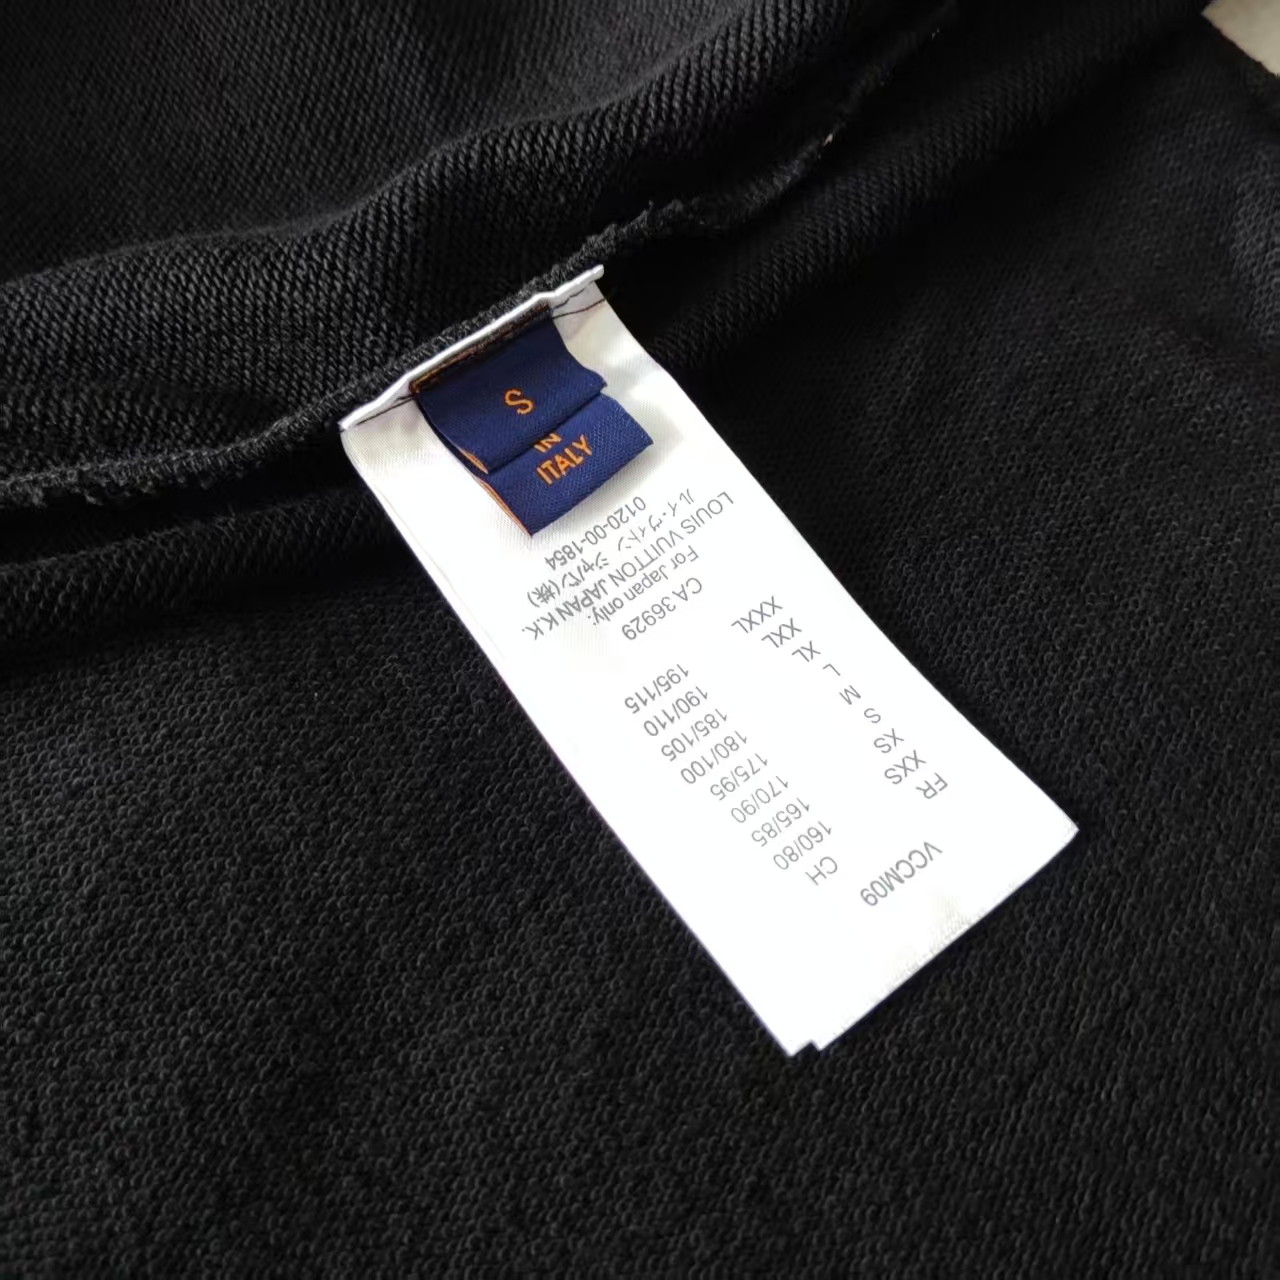 S
IN
ITALY
VCCM09
FR CH
XXS 160/80
XS 165/85
S 170/90
M 175/95
L 180/100
XL 185/105
XXL 190/110
XXXL 195/115
CA 36929
For Japan only:
LOUIS VUITTON JAPAN K.K.
ルイ・ヴィトン ジャパン(株)
0120-00-1854